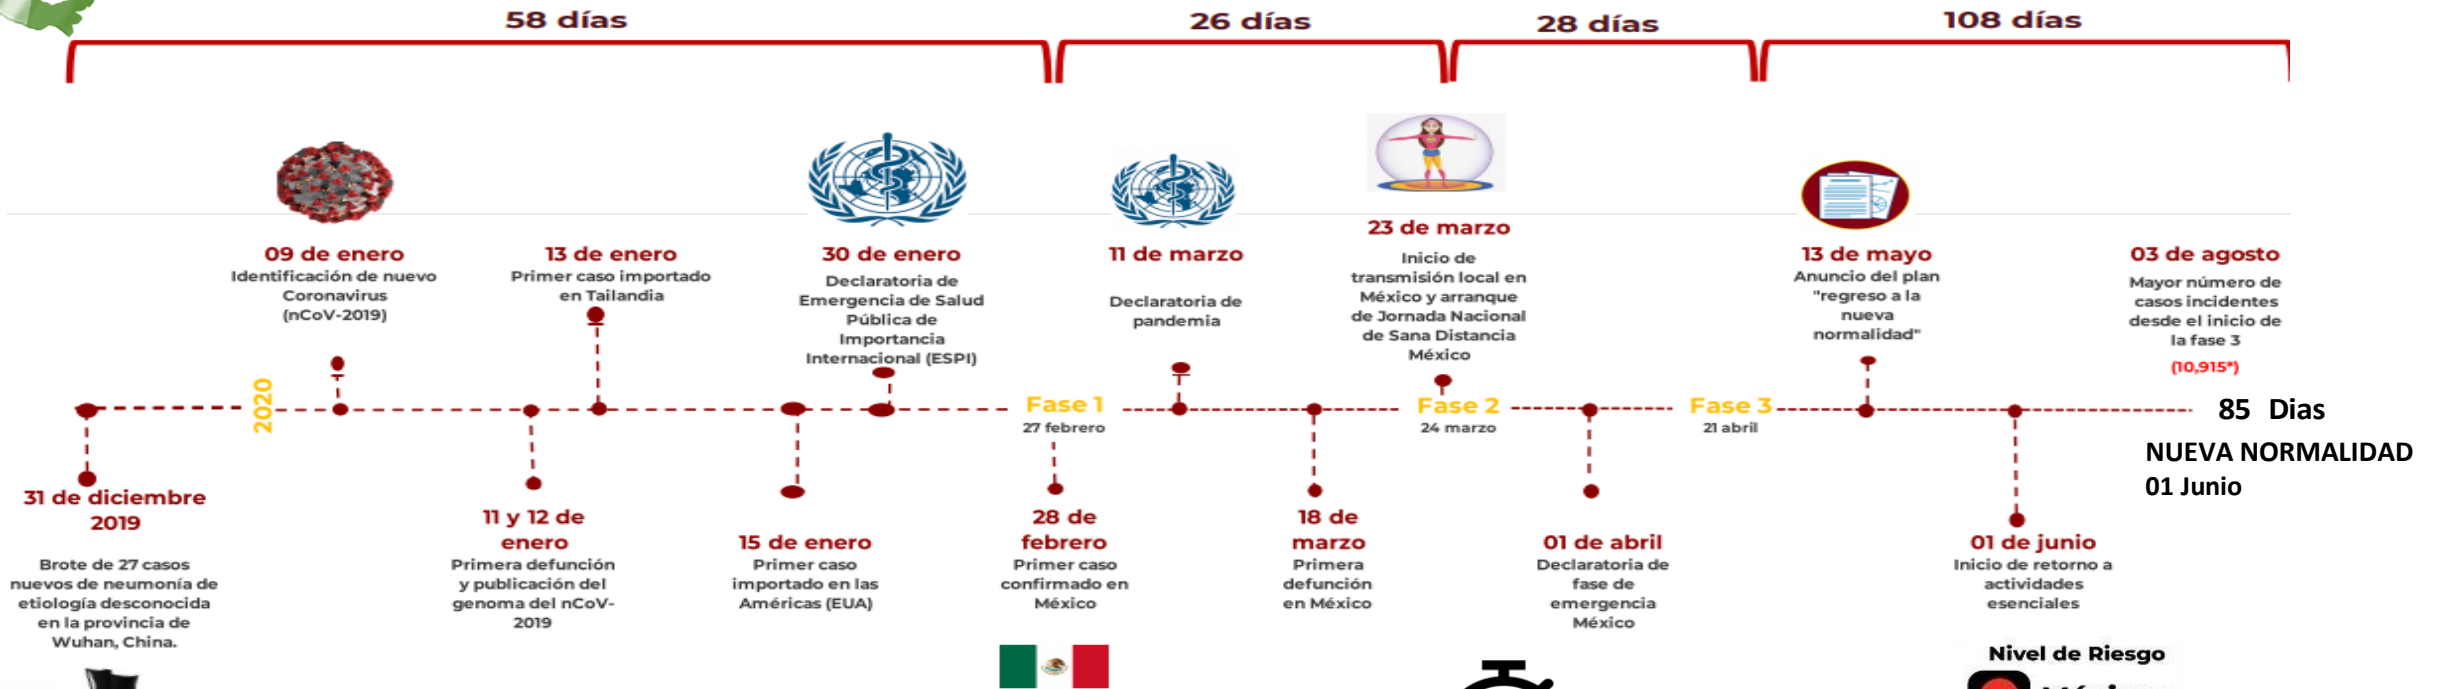 58 días
26 días
28 días
108 días
09 de enero
Identificación de nuevo
Coronavirus
(nCoV-2019)
13 de enero
Primer caso importado
en Tailandia
30 de enero
Declaratoria de
Emergencia de Salud
Pública de
Importancia
Internacional (ESPI)
11 de marzo
Declaratoria de
pandemia
23 de marzo
Inicio de
transmisión local en
México y arranque
de Jornada Nacional
de Sana Distancia
México
13 de mayo
Anuncio del plan
"regreso a la
nueva
normalidad"
03 de agosto
Mayor número de
casos incidentes
desde el inicio de
la fase 3
(10,915*)
2020
Fase 1
27 febrero
Fase 2
24 marzo
Fase 3
21 abril
85 Dias
NUEVA NORMALIDAD
01 Junio
31 de diciembre
2019
Brote de 27 casos
nuevos de neumonía de
etiología desconocida
en la provincia de
Wuhan, China.
11 y 12 de
enero
Primera defunción
y publicación del
genoma del nCoV-
2019
15 de enero
Primer caso
importado en las
Américas (EUA)
28 de
febrero
Primer caso
confirmado en
México
18 de
marzo
Primera
defunción
en México
01 de abril
Declaratoria de
fase de
emergencia
México
01 de junio
Inicio de retorno a
actividades
esenciales
Nivel de Riesgo